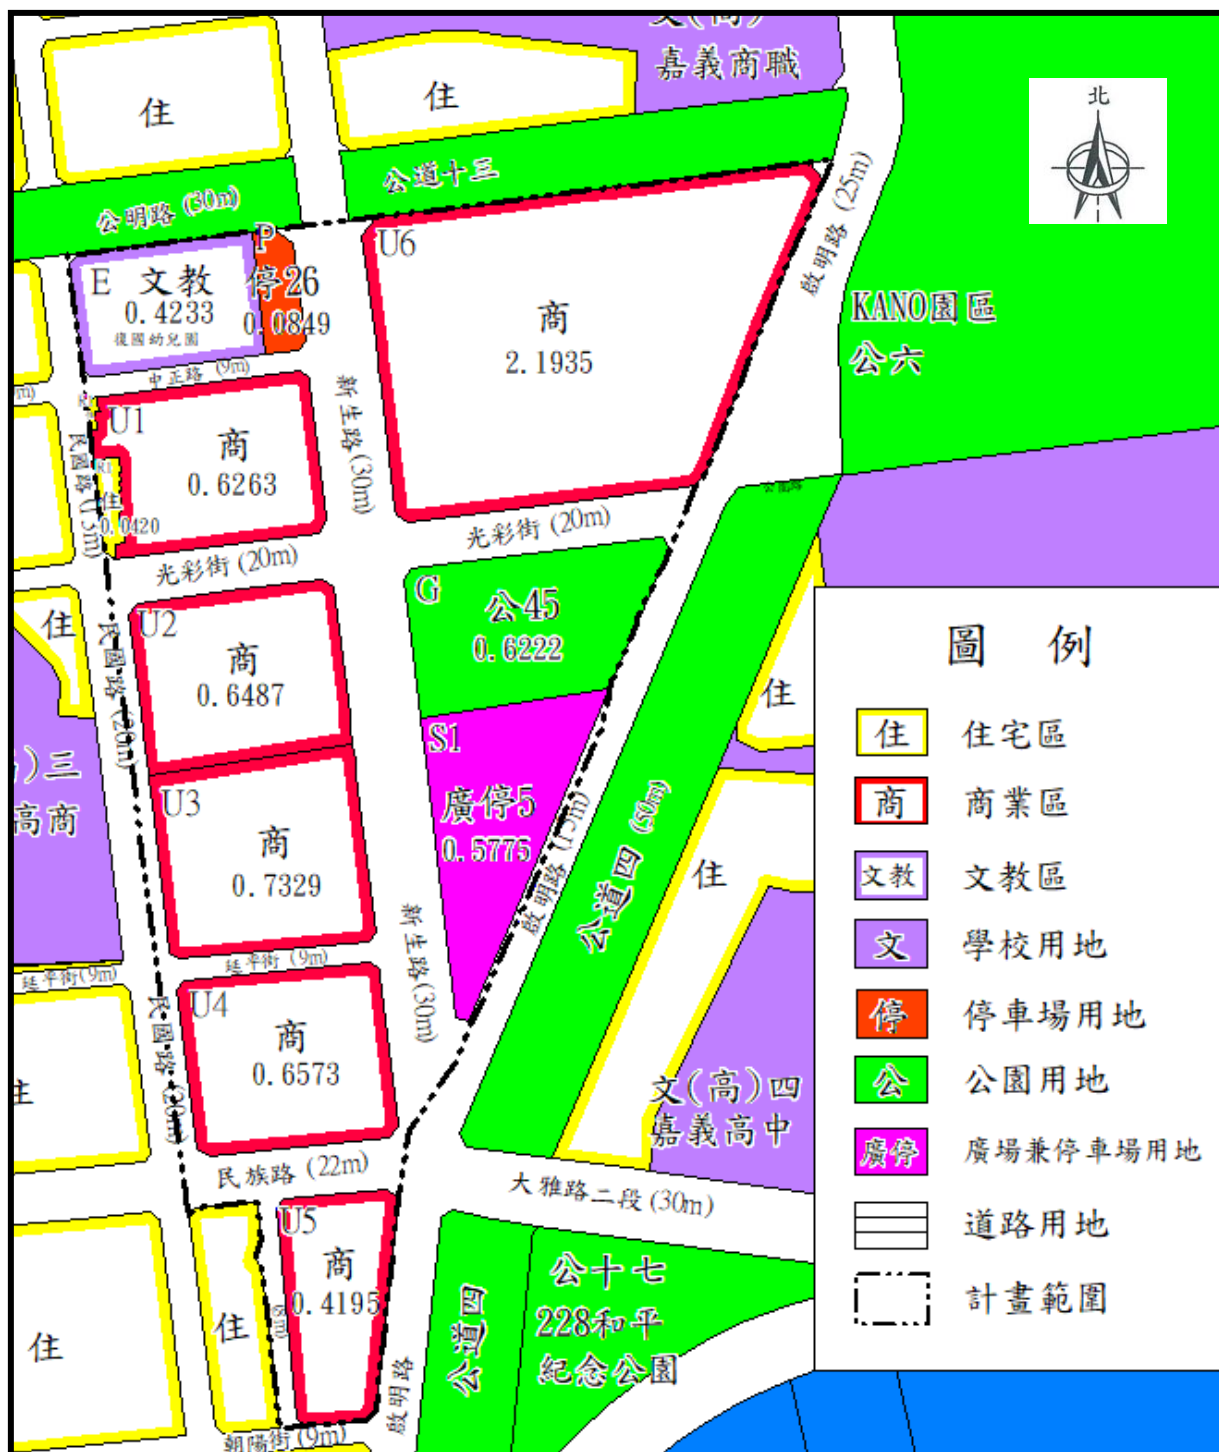 文(高)
嘉義商職
住
住
北
公道十三
公明路 (30m)
啟明路 (25m)
P
U6
E
文教
停26
0.4233
0.0849
復國幼兒園
商
2.1935
KANO園區
公六
中正路 (9m)
新生路 (30m)
U1
商
0.6263
民國路 (15m)
R1
住
0.0420
光彩街 (20m)
光彩街 (20m)
G
公45
0.6222
住
U2
商
0.6487
民國路 (20m)
圖 例
住
住 住宅區
商 商業區
文教 文教區
文 學校用地
停 停車場用地
公 公園用地
廣停 廣場兼停車場用地
道路用地
計畫範圍
S1
廣停5
0.5775
)三
高商
U3
商
0.7329
啟明路 (15m)
公道四 (50m)
住
新生路 (30m)
延平街 (9m)
延平街(9m)
U4
商
0.6573
民國路 (20m)
住
文(高)四
嘉義高中
民族路 (22m)
大雅路二段 (30m)
U5
商
0.4195
(8m)
住
住
公道四
公十七
228和平
紀念公園
啟明路
朝陽街 (9m)